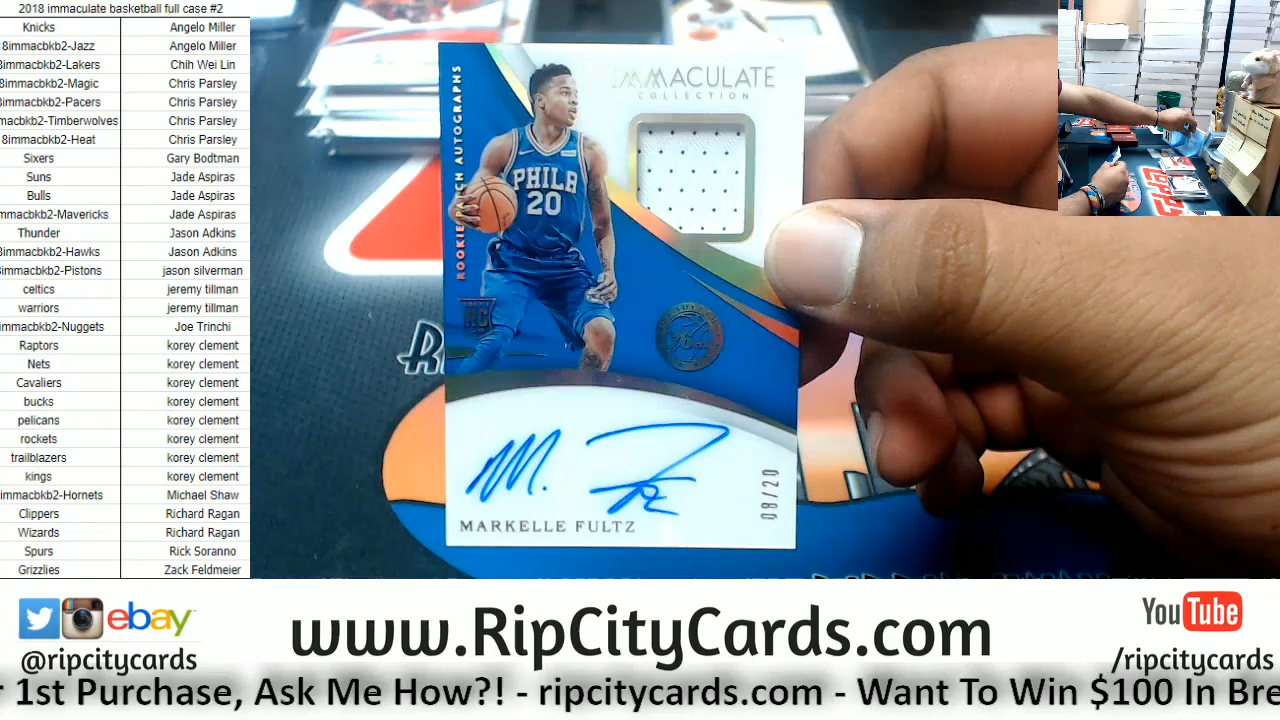 2018 immaculate basketball full case #2
Knicks Angelo Miller
8immacbkb2-Jazz Angelo Miller
8immacbkb2-Lakers Chih Wei Lin
8immacbkb2-Magic Chris Parsley
8immacbkb2-Pacers Chris Parsley
macbkb2-Timberwolves Chris Parsley
8immacbkb2-Heat Chris Parsley
Sixers Gary Bodtman
Suns Jade Aspiras
Bulls Jade Aspiras
mmacbkb2-Mavericks Jade Aspiras
Thunder Jason Adkins
8immacbkb2-Hawks Jason Adkins
immacbkb2-Pistons jason silverman
celtics jeremy tillman
warriors jeremy tillman
mmacbkb2-Nuggets Joe Trinchi
Raptors korey clement
Nets korey clement
Cavaliers korey clement
bucks korey clement
pelicans korey clement
rockets korey clement
trailblazers korey clement
kings korey clement
mmacbkb2-Hornets Michael Shaw
Clippers Richard Ragan
Wizards Richard Ragan
Spurs Rick Soranno
Grizzlies Zack Feldmeier
IMMACULATE
COLLECTION
ROOKIE PATCH AUTOGRAPHS
PHILA
20
RC
76ers
MARKELLE FULTZ
08/20
ebay
@ripcitycards
www.RipCityCards.com
YouTube
/ripcitycards
r 1st Purchase, Ask Me How?! - ripcitycards.com - Want To Win $100 In Bre